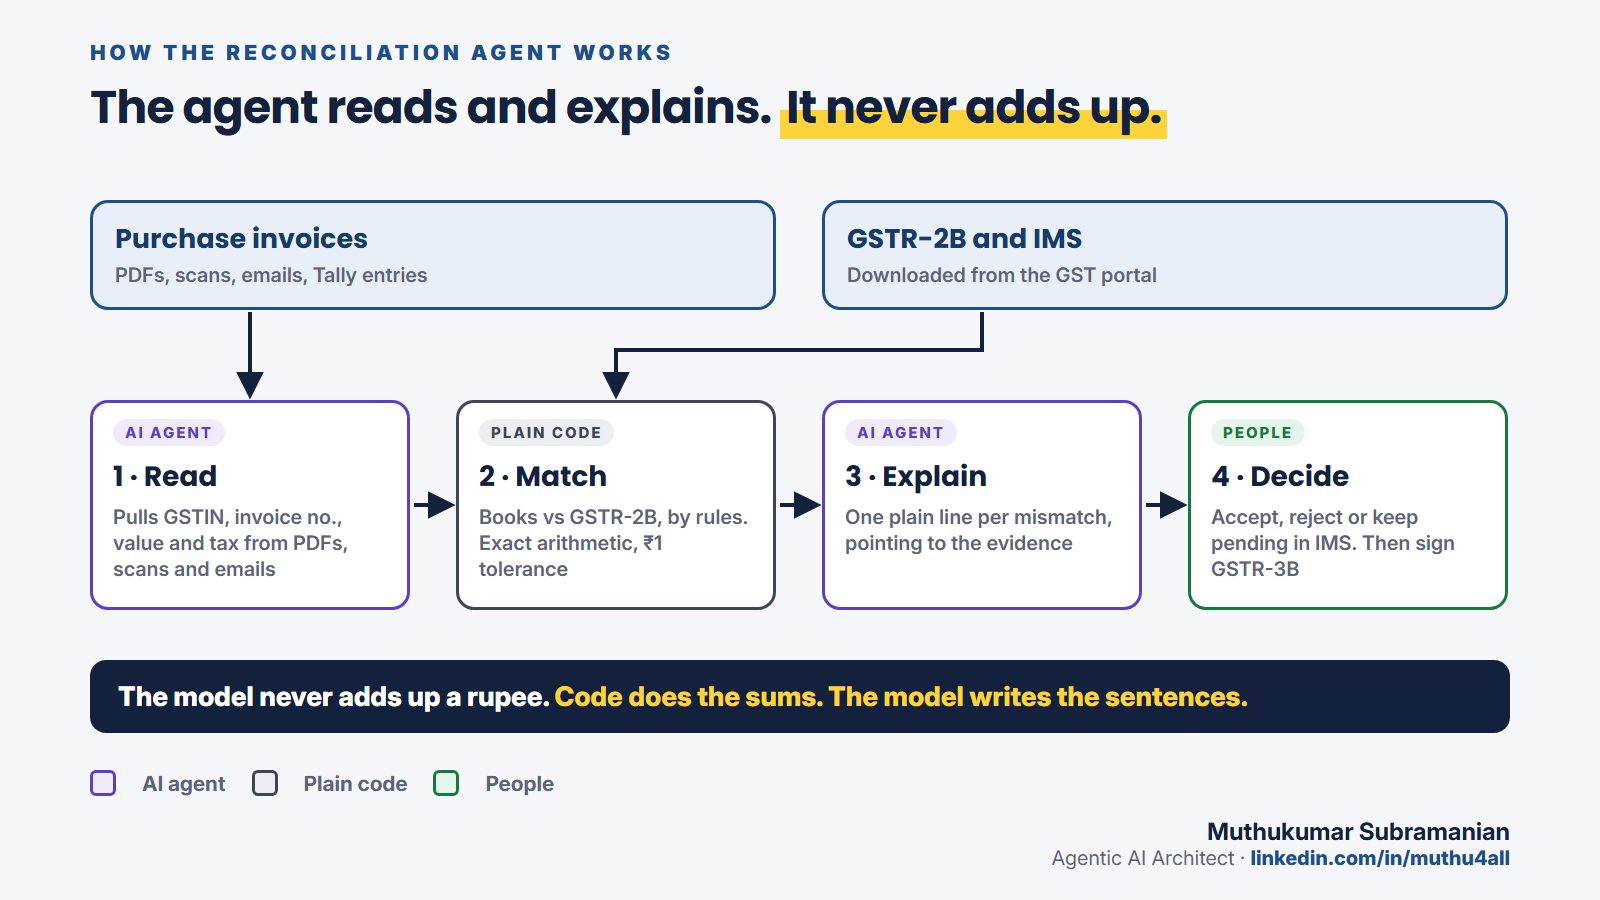 HOW THE RECONCILIATION AGENT WORKS
The agent reads and explains. It never adds up.
Purchase invoices
PDFs, scans, emails, Tally entries
GSTR-2B and IMS
Downloaded from the GST portal
AI AGENT
1 · Read
Pulls GSTIN, invoice no.,
value and tax from PDFs,
scans and emails
PLAIN CODE
2 · Match
Books vs GSTR-2B, by rules.
Exact arithmetic, ₹1
tolerance
AI AGENT
3 · Explain
One plain line per mismatch,
pointing to the evidence
PEOPLE
4 · Decide
Accept, reject or keep
pending in IMS. Then sign
GSTR-3B
The model never adds up a rupee. Code does the sums. The model writes the sentences.
AI agent
Plain code
People
Muthukumar Subramanian
Agentic AI Architect · linkedin.com/in/muthu4all